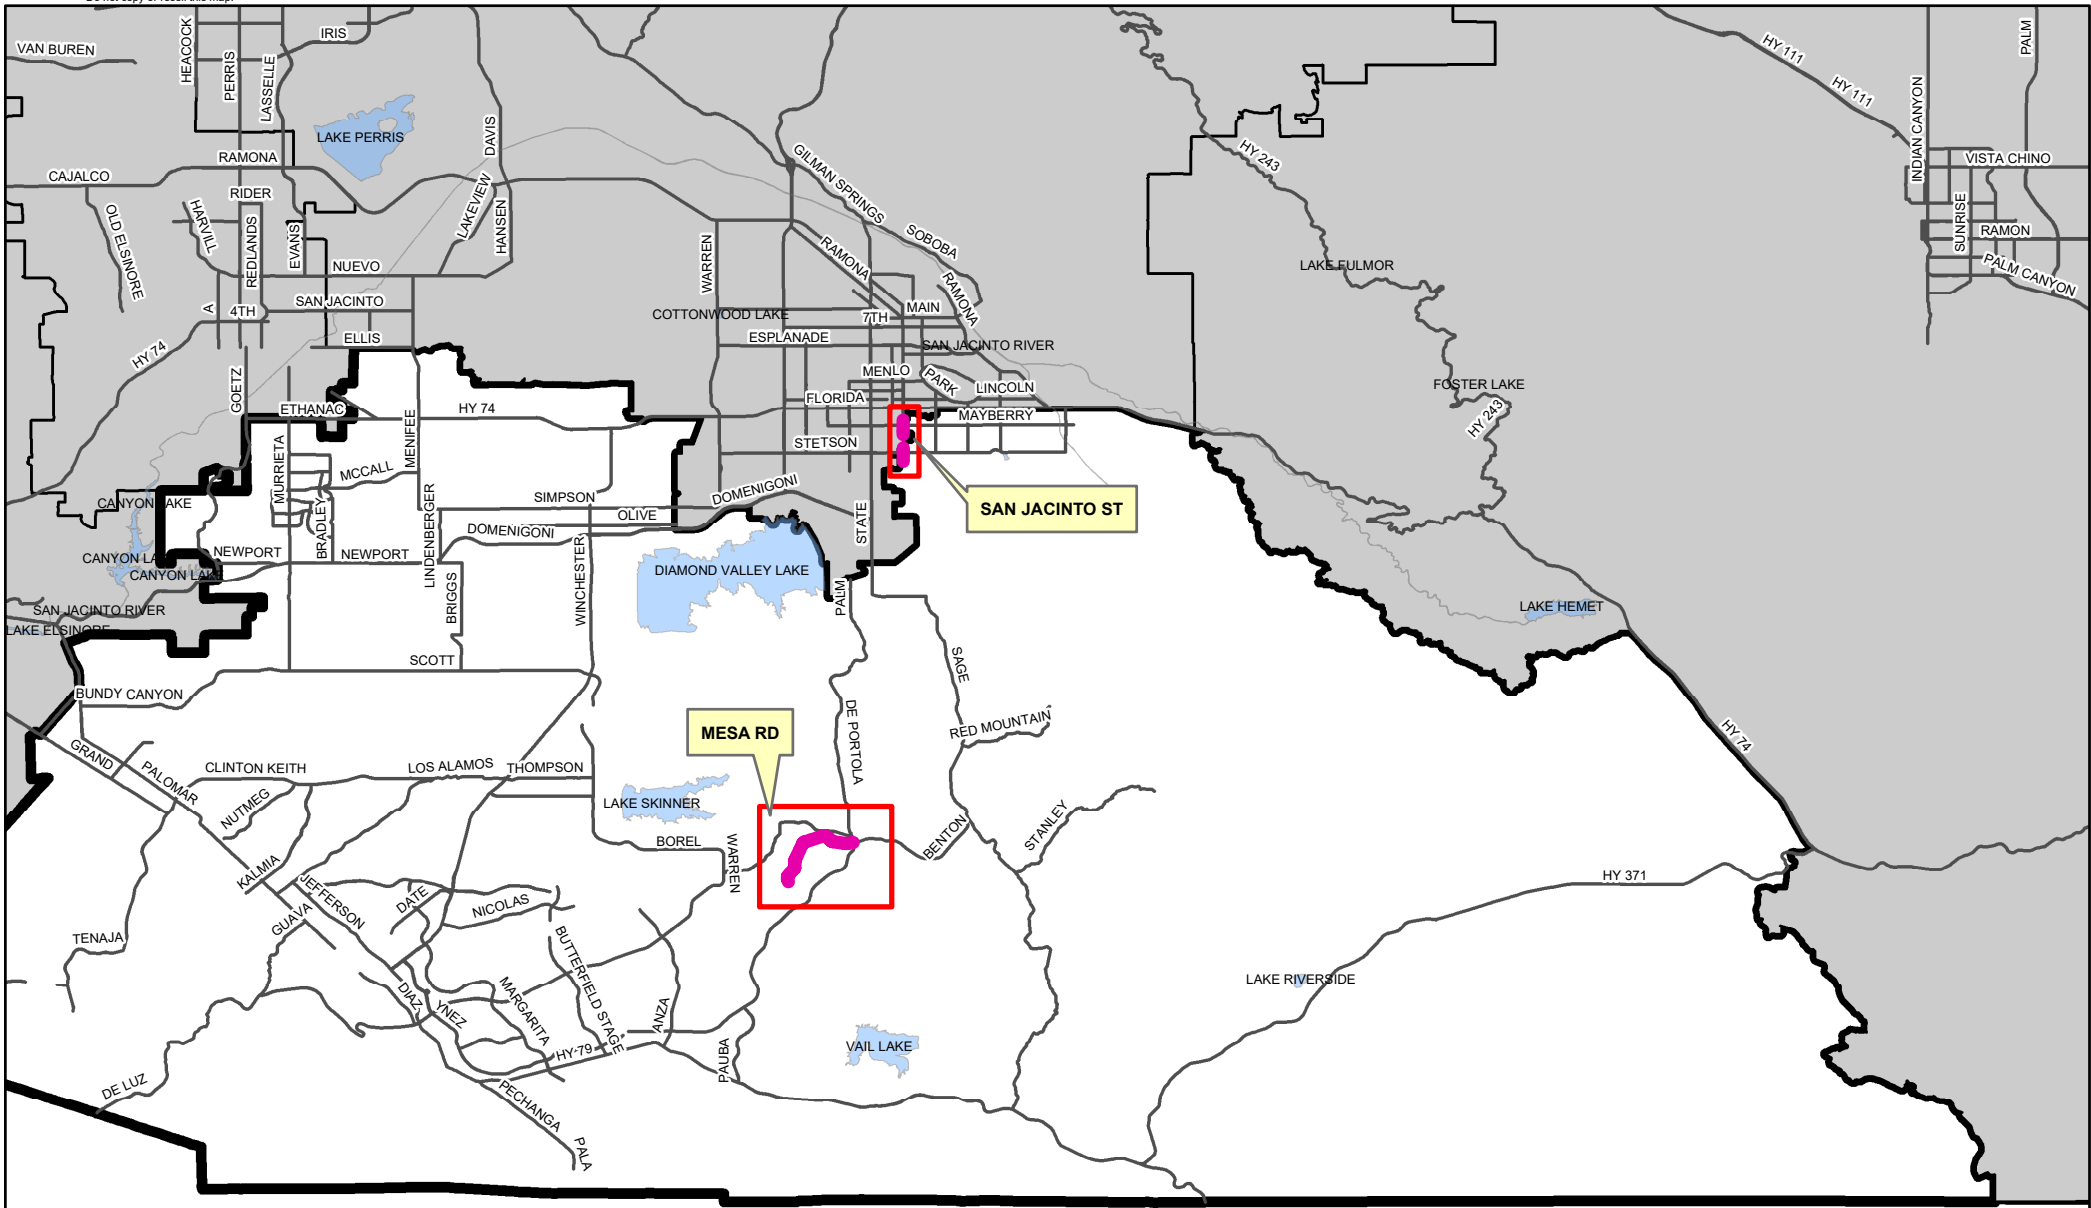 VAN BUREN
HEACOCK
PERRIS
LASSELLE
IRIS
HY 111
HY 111
PALM
INDIAN CANYON
LAKE PERRIS
DAVIS
GILMAN SPRINGS
HY 243
VISTA CHINO
RAMONA
CAJALCO
RIDER
OLD ELSINORE
HARVILL
REDLANDS
EVANS
LAKEVIEW
HANSEN
SUNRISE
RAMON
PALM CANYON
SOBOBA
WARREN
RAMONA
RAMONA
NUEVO
LAKE FULMOR
SAN JACINTO
A
4TH
COTTONWOOD LAKE
MAIN
7TH
ELLIS
ESPLANADE
SAN JACINTO RIVER
HY 74
GOETZ
MENLO
PARK
LINCOLN
FOSTER LAKE
FLORIDA
ETHANAC
HY 74
MENIFEE
MAYBERRY
HY 243
STETSON
MURRIETA
MCCALL
BRADLEY
LINDENBERGER
SIMPSON
DOMENIGONI
OLIVE
DOMENIGONI
STATE
SAN JACINTO ST
CANYON LAKE
CANYON LAKE
CANYON LAKE
NEWPORT
NEWPORT
BRIGGS
WINCHESTER
DIAMOND VALLEY LAKE
PALM
SAN JACINTO RIVER
LAKE ELSINORE
LAKE HEMET
SCOTT
SAGE
BUNDY CANYON
DE PORTOLA
RED MOUNTAIN
MESA RD
HY 74
GRAND
PALOMAR
CLINTON KEITH
LOS ALAMOS
THOMPSON
NUTMEG
LAKE SKINNER
BOREL
WARREN
BENTON
STANLEY
KALMIA
JEFFERSON
GUAVA
DATE
NICOLAS
HY 371
TENAJA
BUTTERFIELD STAGE
LAKE RIVERSIDE
DIAZ
YNEZ
MARGARITA
ANZA
HY 79
PAUBA
VAIL LAKE
DE LUZ
PECHANGA
PALA